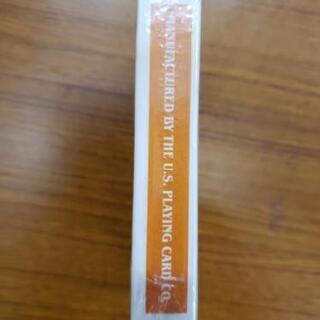 MANUFACTURED BY THE U.S. PLAYING CARD CO.